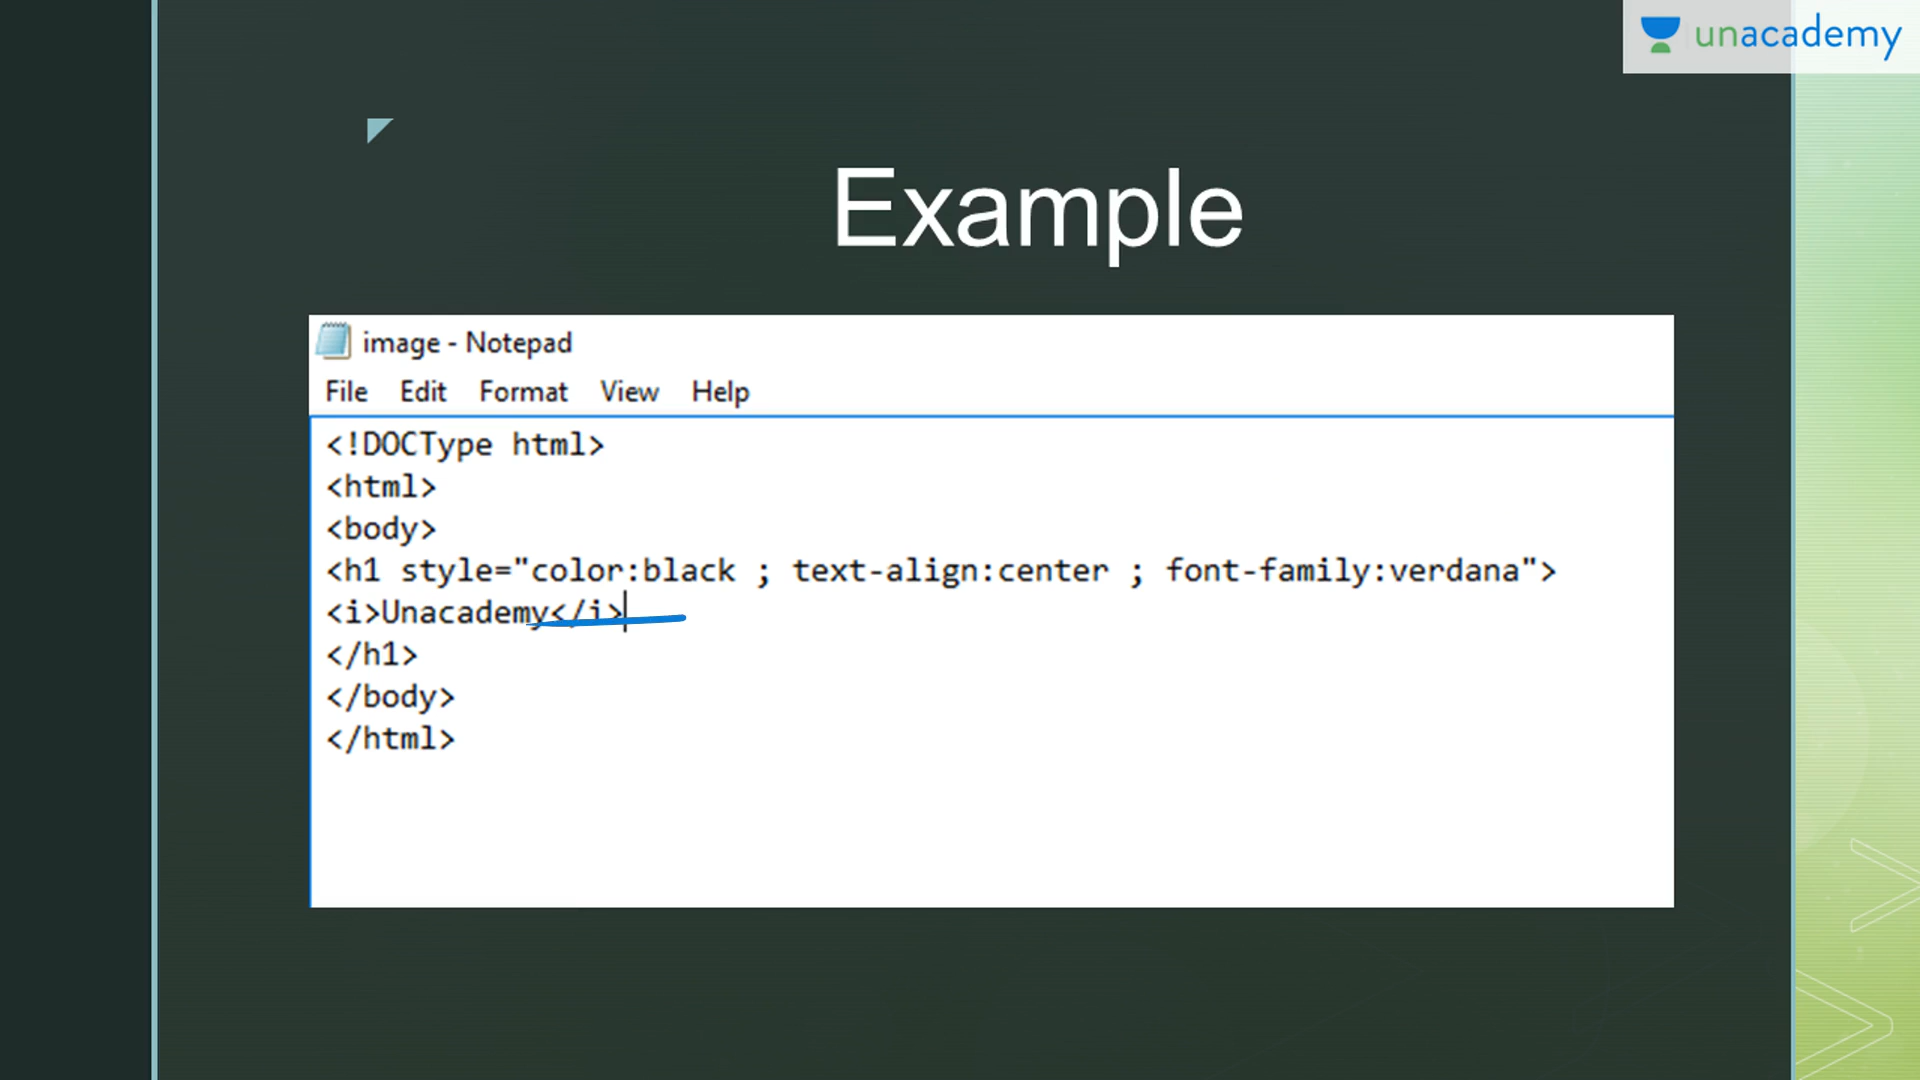 unacademy
Example
image - Notepad
File Edit Format View Help
<!DOCType html>
<html>
<body>
<h1 style="color:black ; text-align:center ; font-family:verdana">
<i>Unacademy</i>
</h1>
</body>
</html>